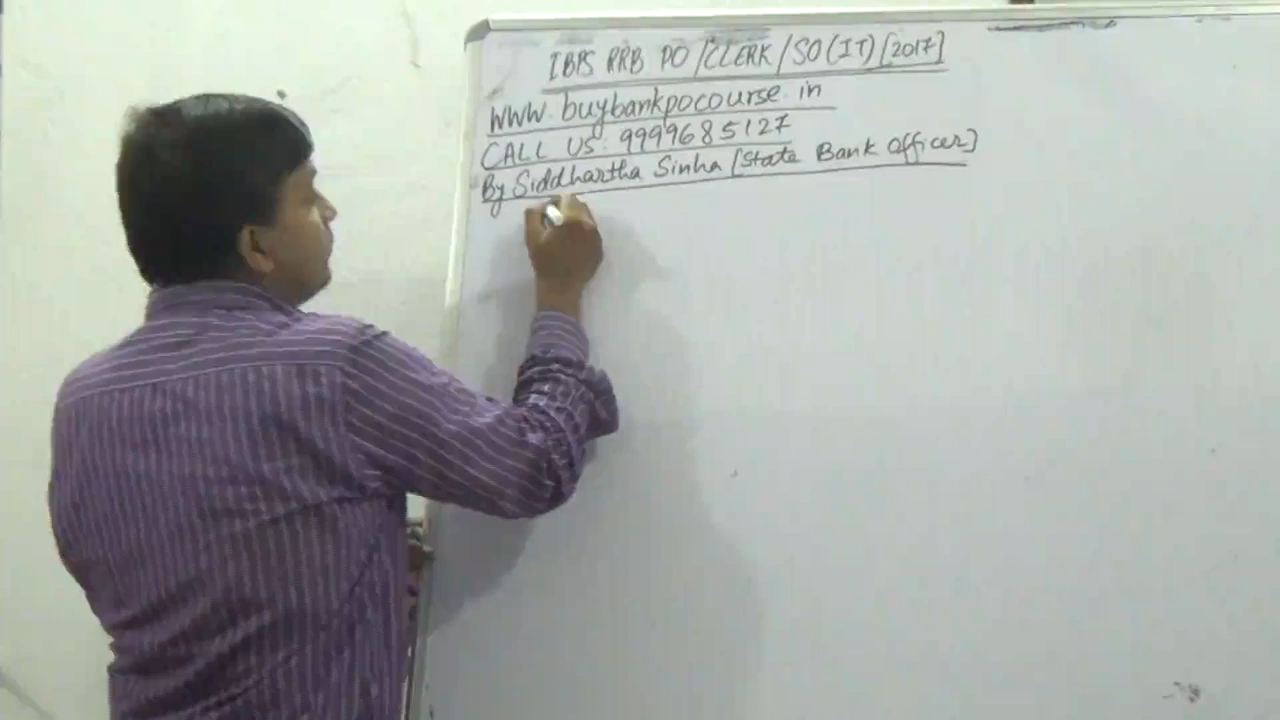 IBPS RRB PO/CLERK/SO(IT)[2017]
WWW.buybankpocourse.in
CALL US: 9999685127
By Siddhartha Sinha [State Bank officer]